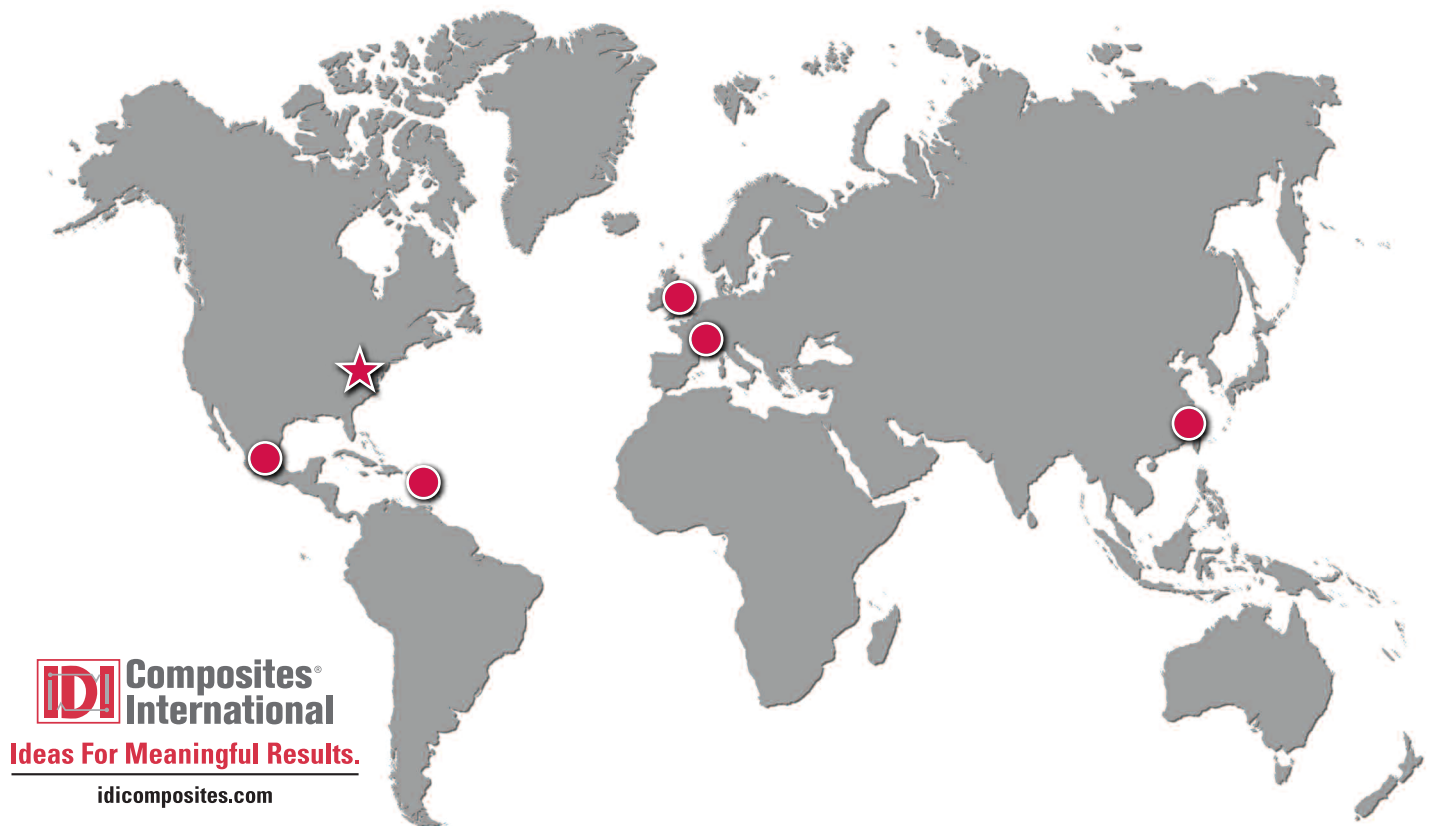 iDI
Composites®
International
Ideas For Meaningful Results.
idicomposites.com